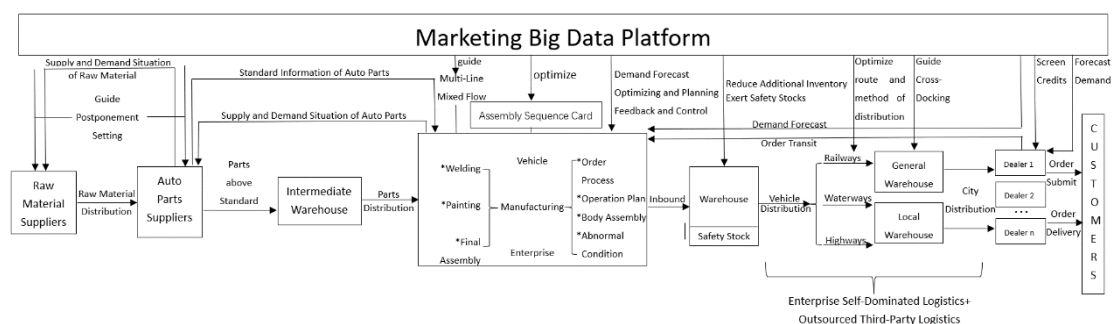 Marketing Big Data Platform
Supply and Demand Situation
of Raw Material
Guide
Postponement
Setting
Standard Information of Auto Parts
Supply and Demand Situation of Auto Parts
guide
Multi-Line
Mixed Flow
optimize
Assembly Sequence Card
Demand Forecast
Optimizing and Planning
Feedback and Control
Reduce Additional Inventory
Exert Safety Stocks
Optimize
route and
method of
distribution
Guide
Cross-
Docking
Screen
Credits
Forecast
Demand
Demand Forecast
Order Transit
Raw
Material
Suppliers
Raw Material
Distribution
Auto
Parts
Suppliers
Parts
above
Standard
Intermediate
Warehouse
Parts
Distribution
*Welding
*Painting
*Final
Assembly
Vehicle
Manufacturing
Enterprise
*Order
Process
*Operation Plan
*Body Assembly
*Abnormal
Condition
Inbound
Warehouse
Safety Stock
Vehicle
Distribution
Railways
Waterways
Highways
General
Warehouse
Local
Warehouse
City
Distribution
Dealer 1
Dealer 2
...
Dealer n
Order
Submit
Order
Delivery
CUSTOMERS
Enterprise Self-Dominated Logistics+
Outsourced Third-Party Logistics